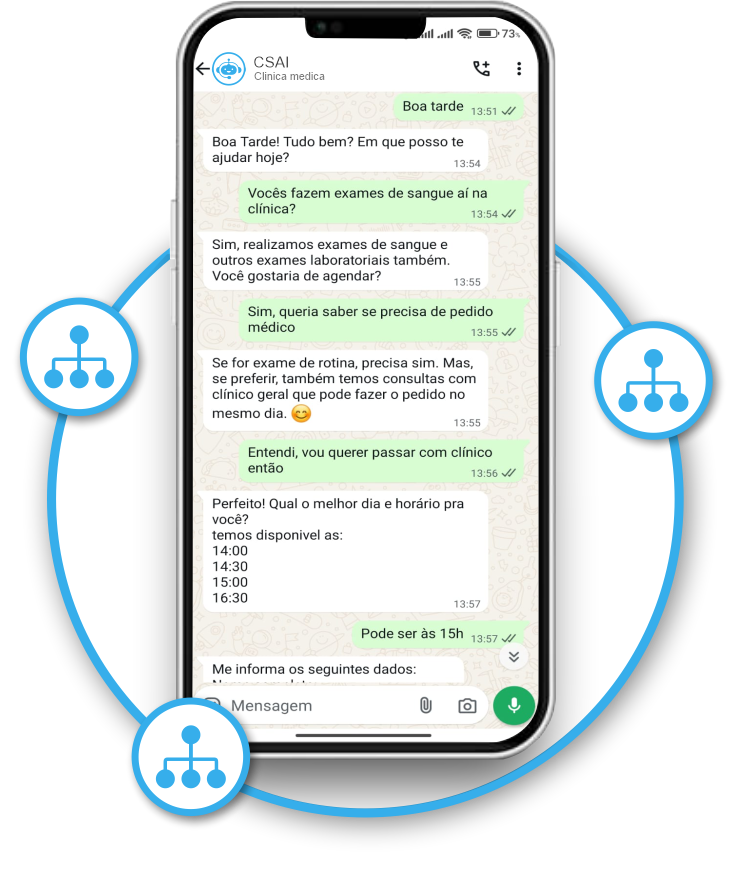 73%
CSAI
Clinica medica
Boa tarde 13:51
Boa Tarde! Tudo bem? Em que posso te
ajudar hoje?
13:54
Vocês fazem exames de sangue aí na
clínica?
13:54
Sim, realizamos exames de sangue e
outros exames laboratoriais também.
Você gostaria de agendar?
13:55
Sim, queria saber se precisa de pedido
médico
13:55
Se for exame de rotina, precisa sim. Mas,
se preferir, também temos consultas com
clínico geral que pode fazer o pedido no
mesmo dia. 😊
13:55
Entendi, vou querer passar com clínico
então
13:56
Perfeito! Qual o melhor dia e horário pra
você?
temos disponivel as:
14:00
14:30
15:00
16:30
13:57
Pode ser às 15h 13:57
Me informa os seguintes dados:
Mensagem